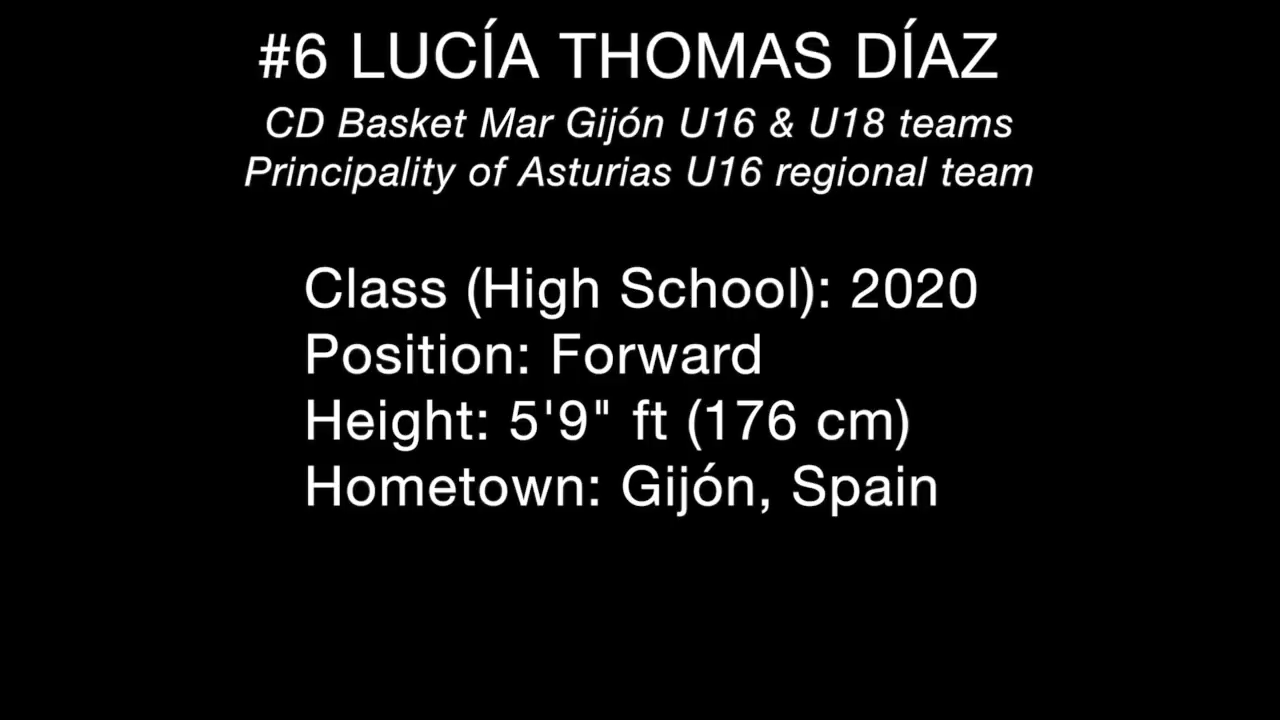 #6 LUCÍA THOMAS DÍAZ
CD Basket Mar Gijón U16 & U18 teams
Principality of Asturias U16 regional team
Class (High School): 2020
Position: Forward
Height: 5'9" ft (176 cm)
Hometown: Gijón, Spain